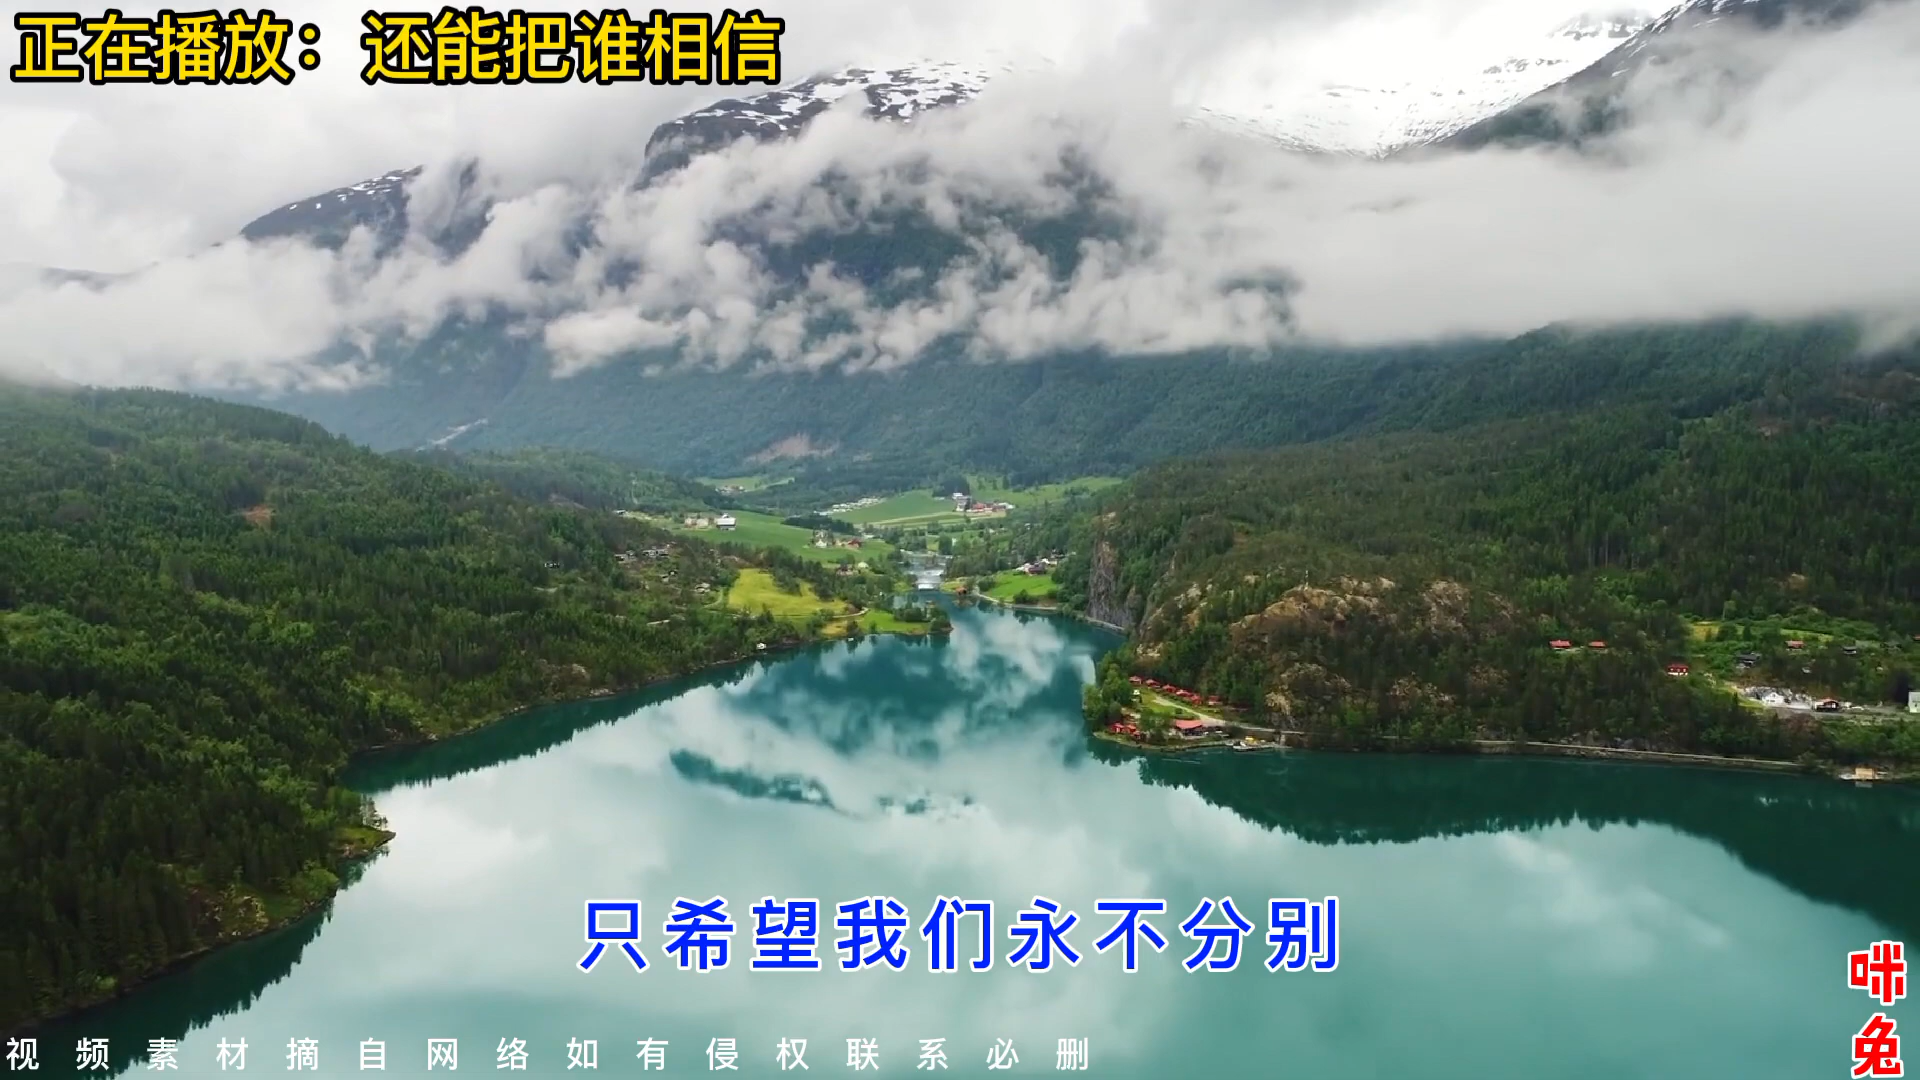 正在播放：还能把谁相信
只希望我们永不分别
咪兔
视频素材摘自网络如有侵权联系必删